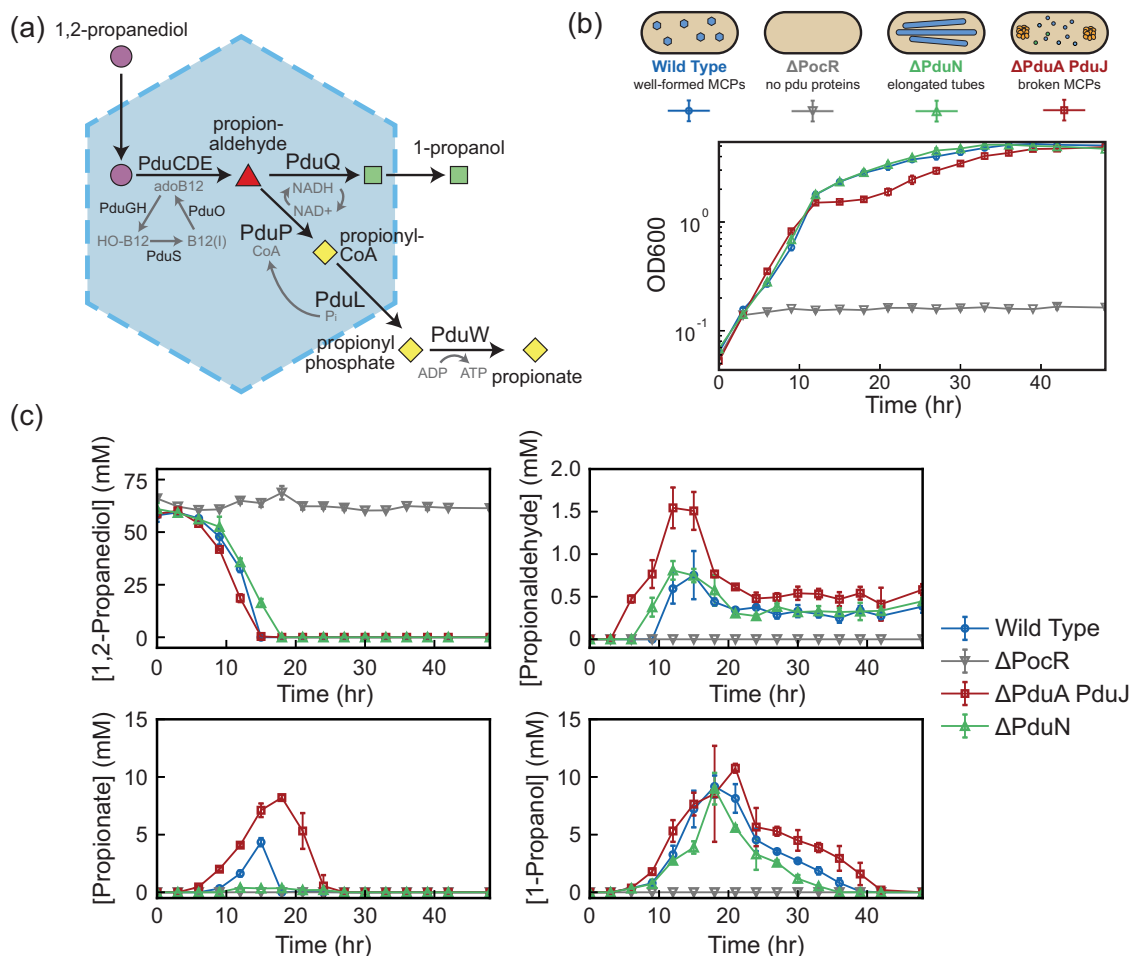 (a)
1,2-propanediol
propion-
aldehyde
PduCDE
PduQ
1-propanol
adoB12
NADH
NAD+
PduGH
PduO
HO-B12
B12(I)
PduS
PduP
CoA
propionyl-
CoA
PduL
Pi
propionyl
phosphate
PduW
ADP
ATP
propionate
(b)
Wild Type
well-formed MCPs
ΔPocR
no pdu proteins
ΔPduN
elongated tubes
ΔPduA PduJ
broken MCPs
OD600
10⁰
10⁻¹
0 10 20 30 40
Time (hr)
(c)
[1,2-Propanediol] (mM)
75
50
25
0
0 20 40
Time (hr)
[Propionaldehyde] (mM)
2.0
1.5
1.0
0.5
0
0 10 20 30 40
Time (hr)
[Propionate] (mM)
15
10
5
0
0 10 20 30 40
Time (hr)
[1-Propanol] (mM)
15
10
5
0
0 10 20 30 40
Time (hr)
Wild Type
ΔPocR
ΔPduA PduJ
ΔPduN